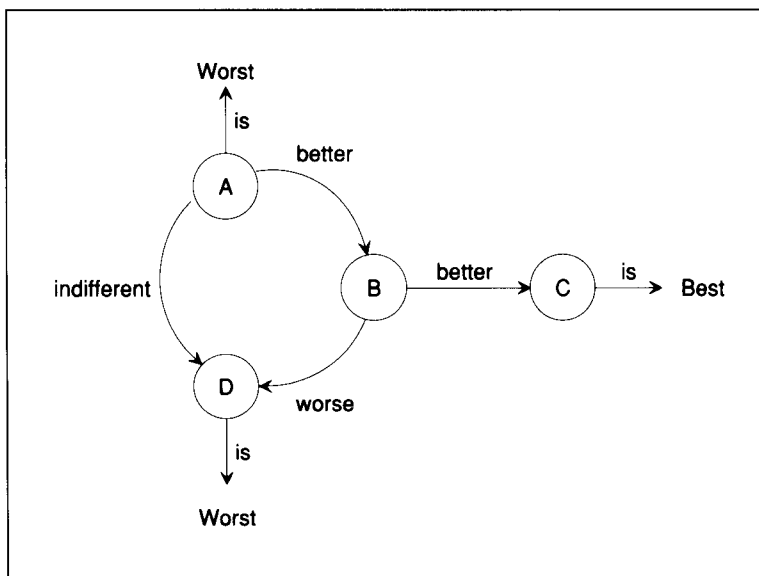 Worst
is
better
A
indifferent
B
better
C
is
Best
D
worse
is
Worst